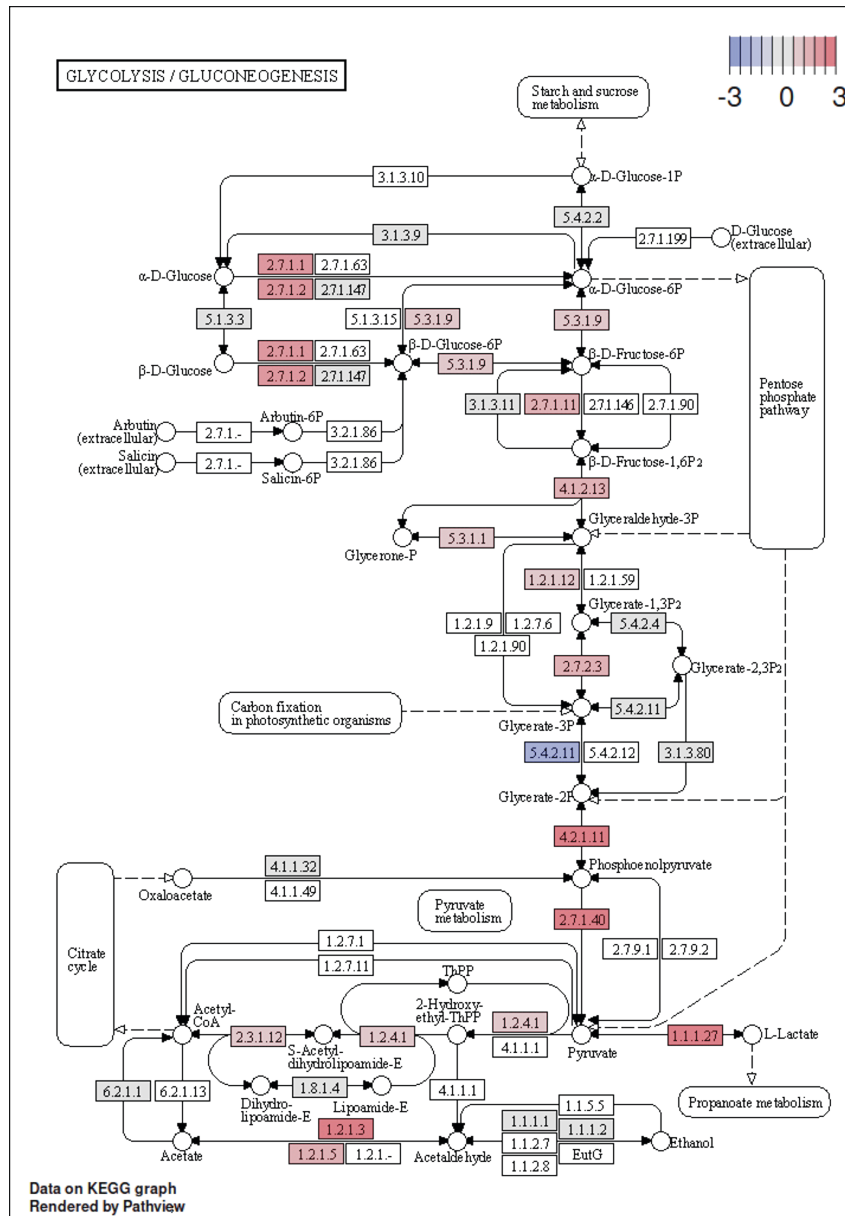 GLYCOLYSIS / GLUCONEOGENESIS
-3 0 3
Starch and sucrose
metabolism
3.1.3.10
α-D-Glucose-1P
5.4.2.2
3.1.3.9
2.7.1.199
D-Glucose
(extracellular)
α-D-Glucose
2.7.1.1
2.7.1.63
2.7.1.2
2.7.1.147
α-D-Glucose-6P
5.1.3.3
5.1.3.15
5.3.1.9
5.3.1.9
β-D-Glucose
2.7.1.1
2.7.1.63
2.7.1.2
2.7.1.147
β-D-Glucose-6P
5.3.1.9
β-D-Fructose-6P
Pentose
phosphate
pathway
3.1.3.11
2.7.1.11
2.7.1.146
2.7.1.90
Arbutin
(extracellular)
2.7.1.-
Arbutin-6P
3.2.1.86
Salicin
(extracellular)
2.7.1.-
Salicin-6P
3.2.1.86
β-D-Fructose-1,6P2
4.1.2.13
Glyceraldehyde-3P
Glycerone-P
5.3.1.1
1.2.1.12
1.2.1.59
1.2.1.9
1.2.7.6
1.2.1.90
Glycerate-1,3P2
5.4.2.4
2.7.2.3
Glycerate-2,3P2
Carbon fixation
in photosynthetic organisms
Glycerate-3P
5.4.2.11
5.4.2.11
5.4.2.12
3.1.3.80
Glycerate-2P
4.2.1.11
4.1.1.32
4.1.1.49
Oxaloacetate
Phosphoenolpyruvate
Pyruvate
metabolism
2.7.1.40
Citrate
cycle
1.2.7.1
1.2.7.11
2.7.9.1
2.7.9.2
ThPP
Acetyl-
CoA
2-Hydroxy-
ethyl-ThPP
2.3.1.12
S-Acetyl-
dihydrolipoamide-E
1.2.4.1
1.2.4.1
4.1.1.1
Pyruvate
1.1.1.27
L-Lactate
6.2.1.1
6.2.1.13
Dihydro-
lipoamide-E
1.8.1.4
Lipoamide-E
4.1.1.1
Propanoate metabolism
Acetate
1.2.1.3
1.2.1.5
1.2.1.-
Acetaldehyde
1.1.1.1
1.1.5.5
1.1.1.2
1.1.2.7
EutG
1.1.2.8
Ethanol
Data on KEGG graph
Rendered by Pathview